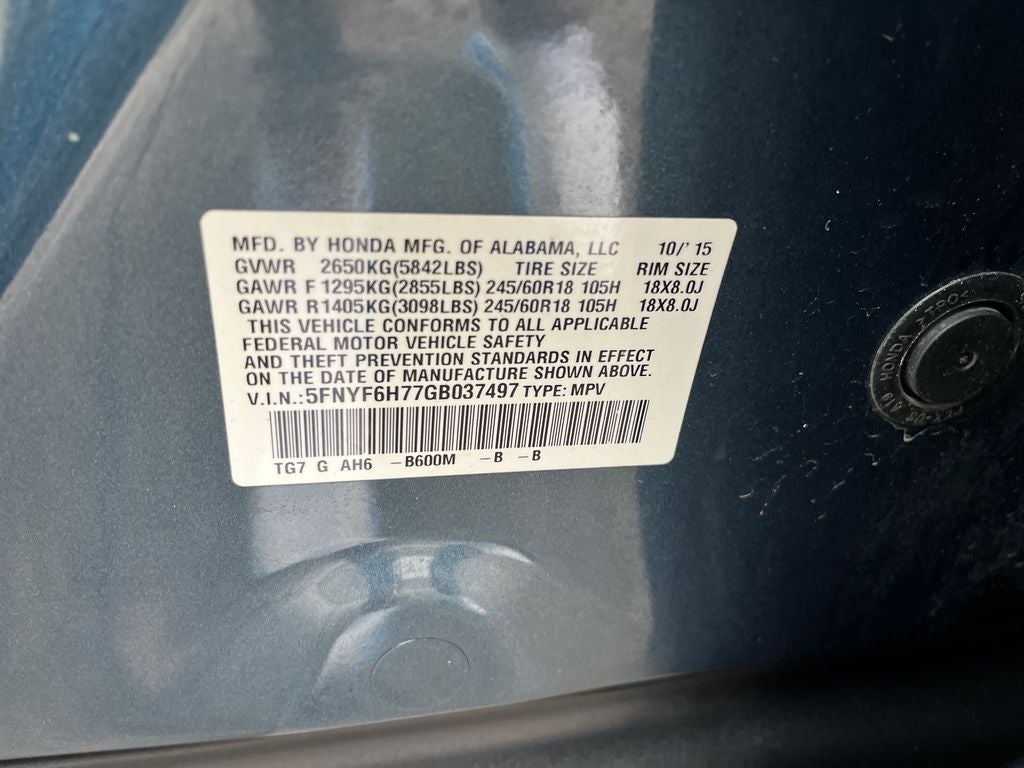 MFD. BY HONDA MFG. OF ALABAMA, LLC 10/'15
GVWR 2650KG(5842LBS) TIRE SIZE RIM SIZE
GAWR F 1295KG(2855LBS) 245/60R18 105H 18X8.0J
GAWR R1405KG(3098LBS) 245/60R18 105H 18X8.0J
THIS VEHICLE CONFORMS TO ALL APPLICABLE
FEDERAL MOTOR VEHICLE SAFETY
AND THEFT PREVENTION STANDARDS IN EFFECT
ON THE DATE OF MANUFACTURE SHOWN ABOVE.
V.I.N.:5FNYF6H77GB037497 TYPE: MPV
TG7 G AH6 -B600M -B -B
HONDA